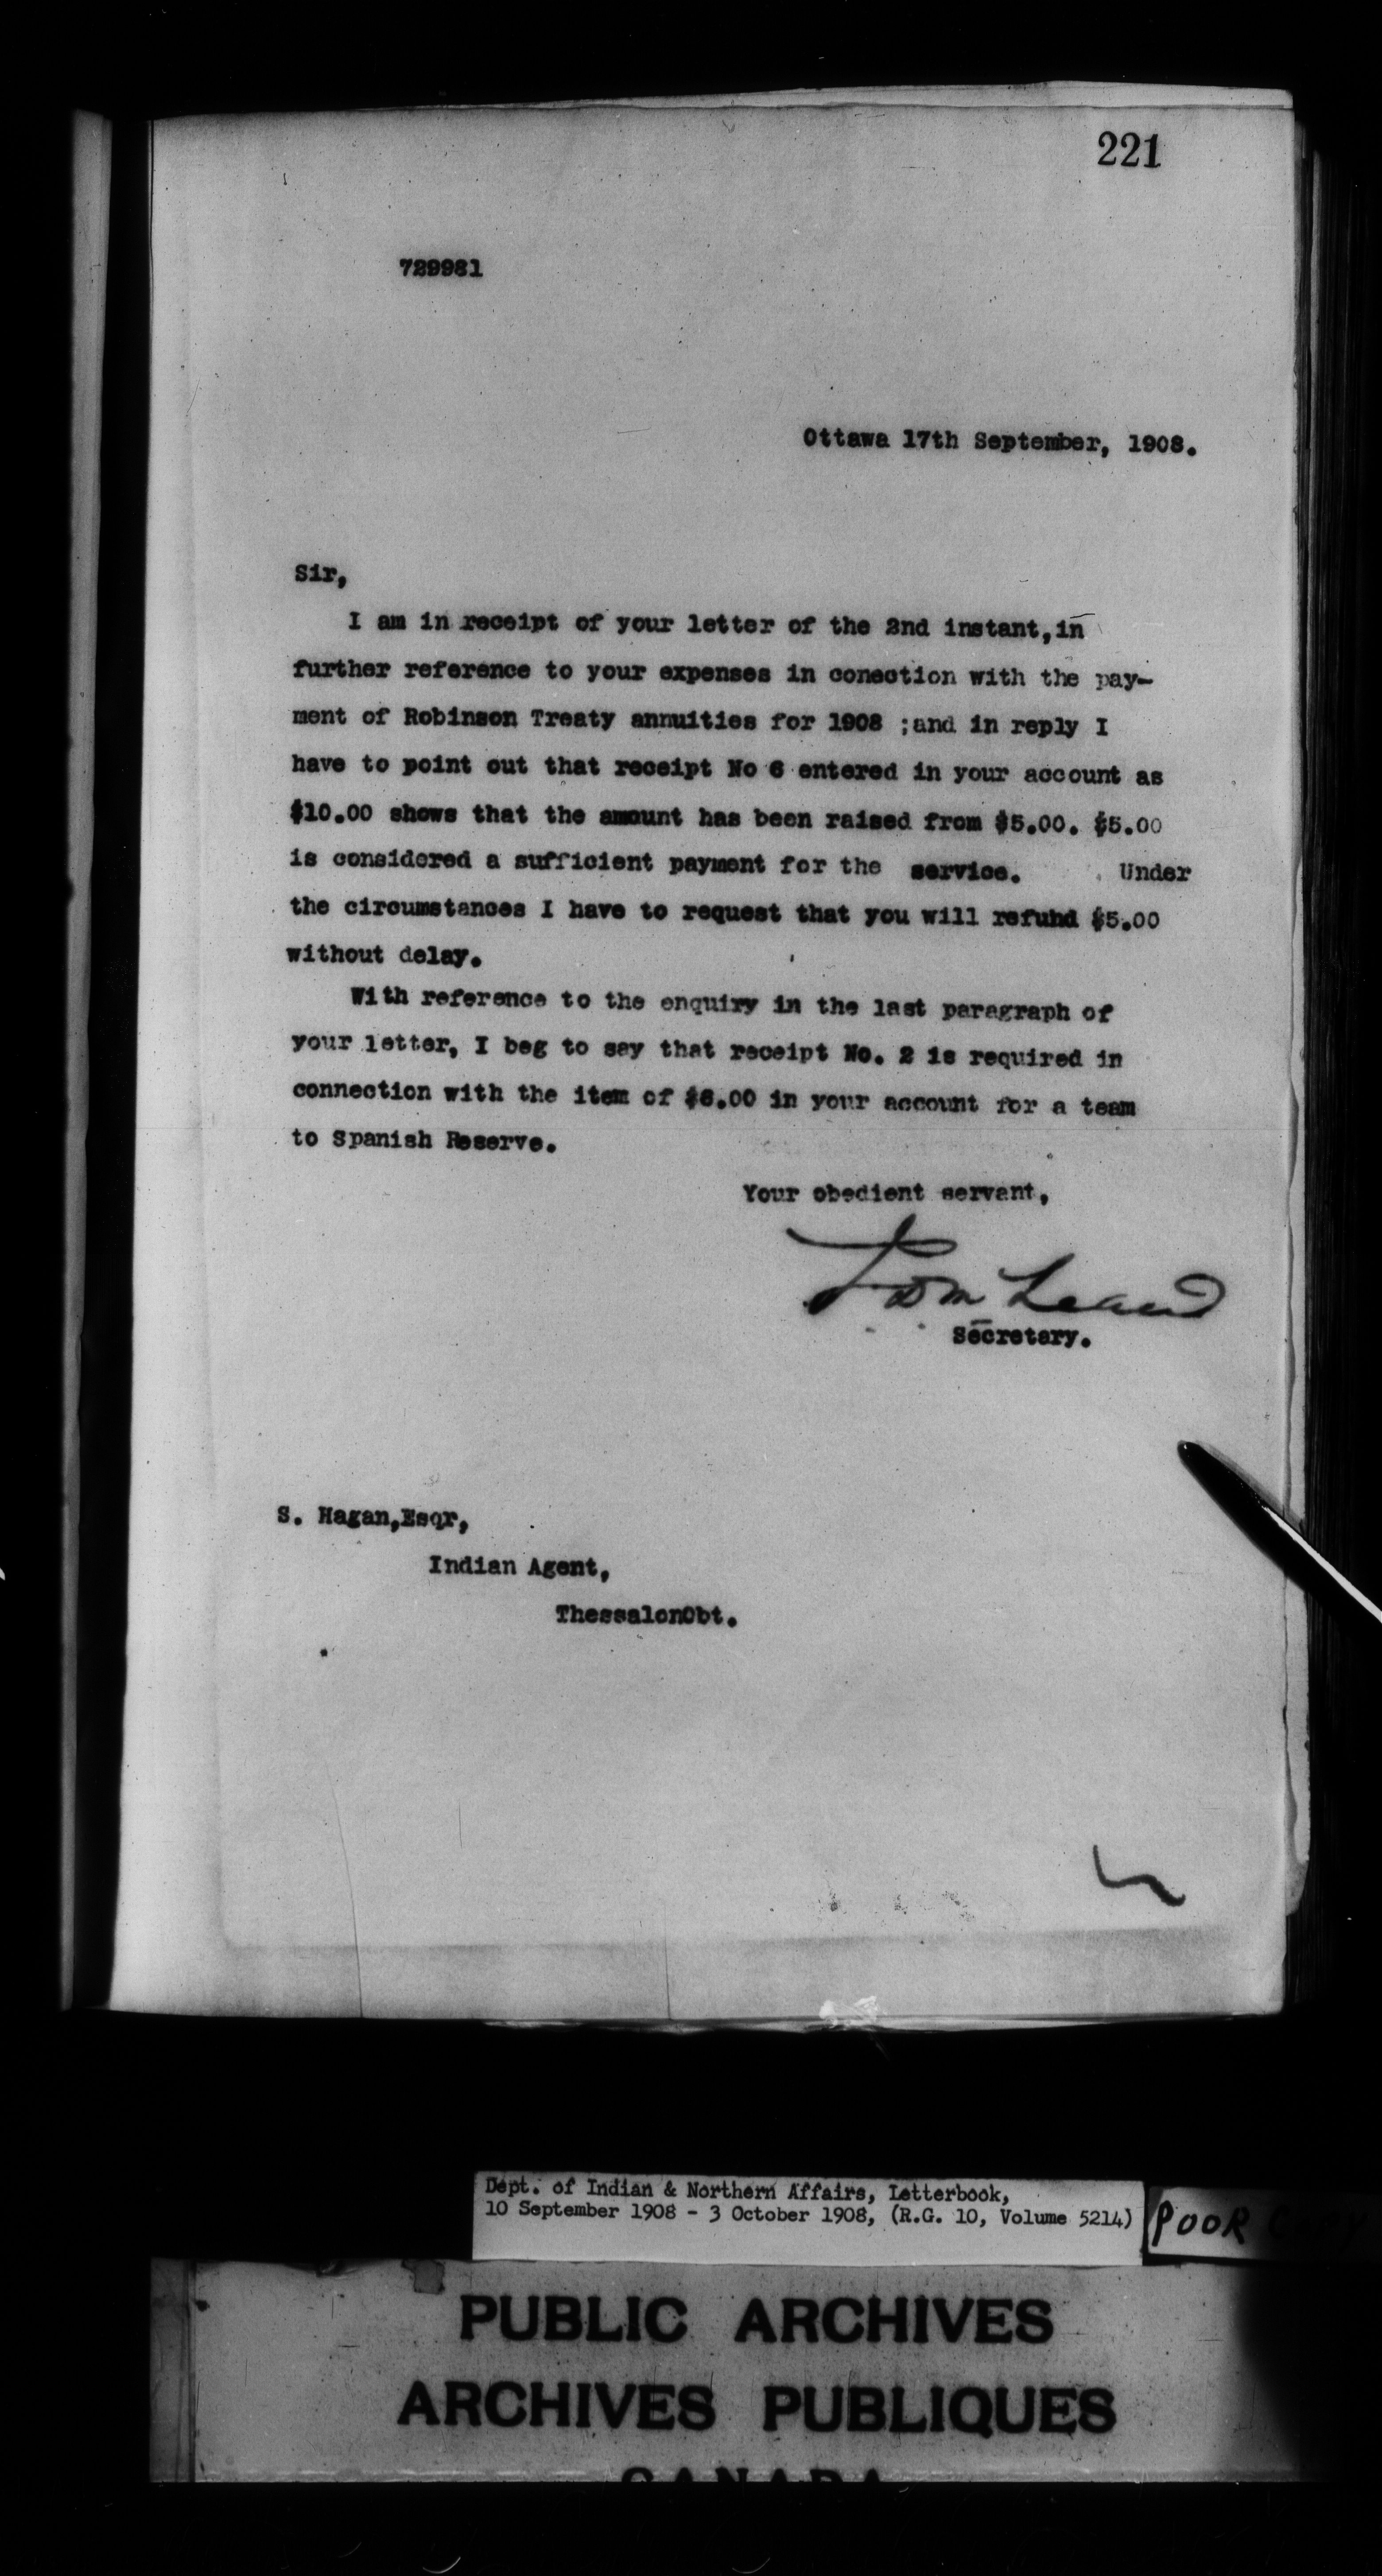 221
729981
Ottawa 17th September, 1908.
Sir,
I am in receipt of your letter of the 2nd instant,in
further reference to your expenses in conection with the pay-
ment of Robinson Treaty annuities for 1908 ;and in reply I
have to point out that receipt No 6 entered in your account as
$10.00 shows that the amount has been raised from $5.00. $5.00
is considered a sufficient payment for the service. Under
the circumstances I have to request that you will refund $5.00
without delay.
With reference to the enquiry in the last paragraph of
your letter, I beg to say that receipt No. 2 is required in
connection with the item of $6.00 in your account for a team
to Spanish Reserve.
Your obedient servant,
Secretary.
S. Hagan,Esqr,
Indian Agent,
ThessalonObt.
Dept. of Indian & Northern Affairs, Letterbook,
10 September 1908 - 3 October 1908, (R.G. 10, Volume 5214)
POOR COPY
PUBLIC ARCHIVES
ARCHIVES PUBLIQUES
CANADA